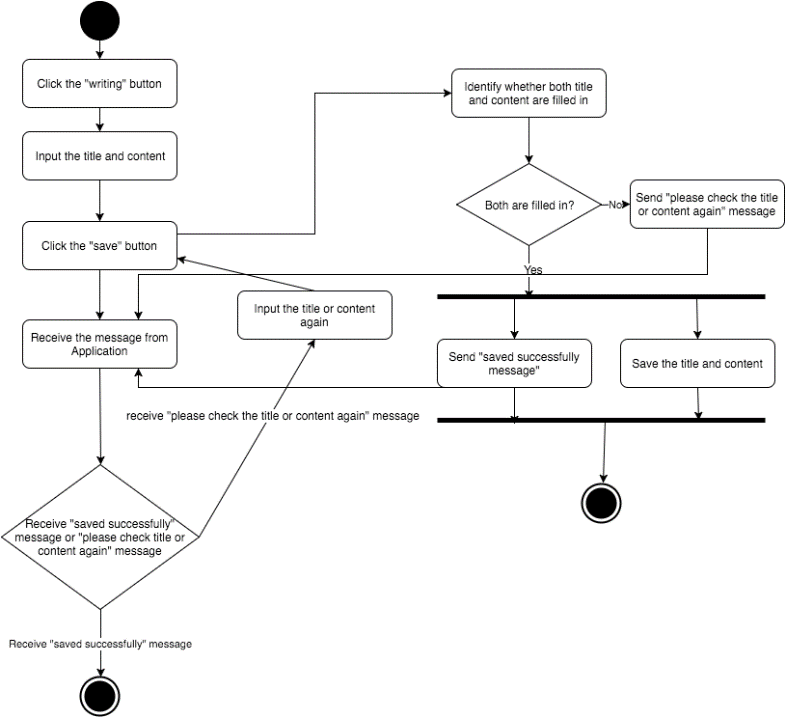 Click the "writing" button
Input the title and content
Click the "save" button
Receive the message from
Application
Input the title or content
again
receive "please check the title or content again" message
Receive "saved successfully"
message or "please check title or
content again" message
Receive "saved successfully" message
Identify whether both title
and content are filled in
Both are filled in?
No
Send "please check the title
or content again" message
Yes
Send "saved successfully
message"
Save the title and content